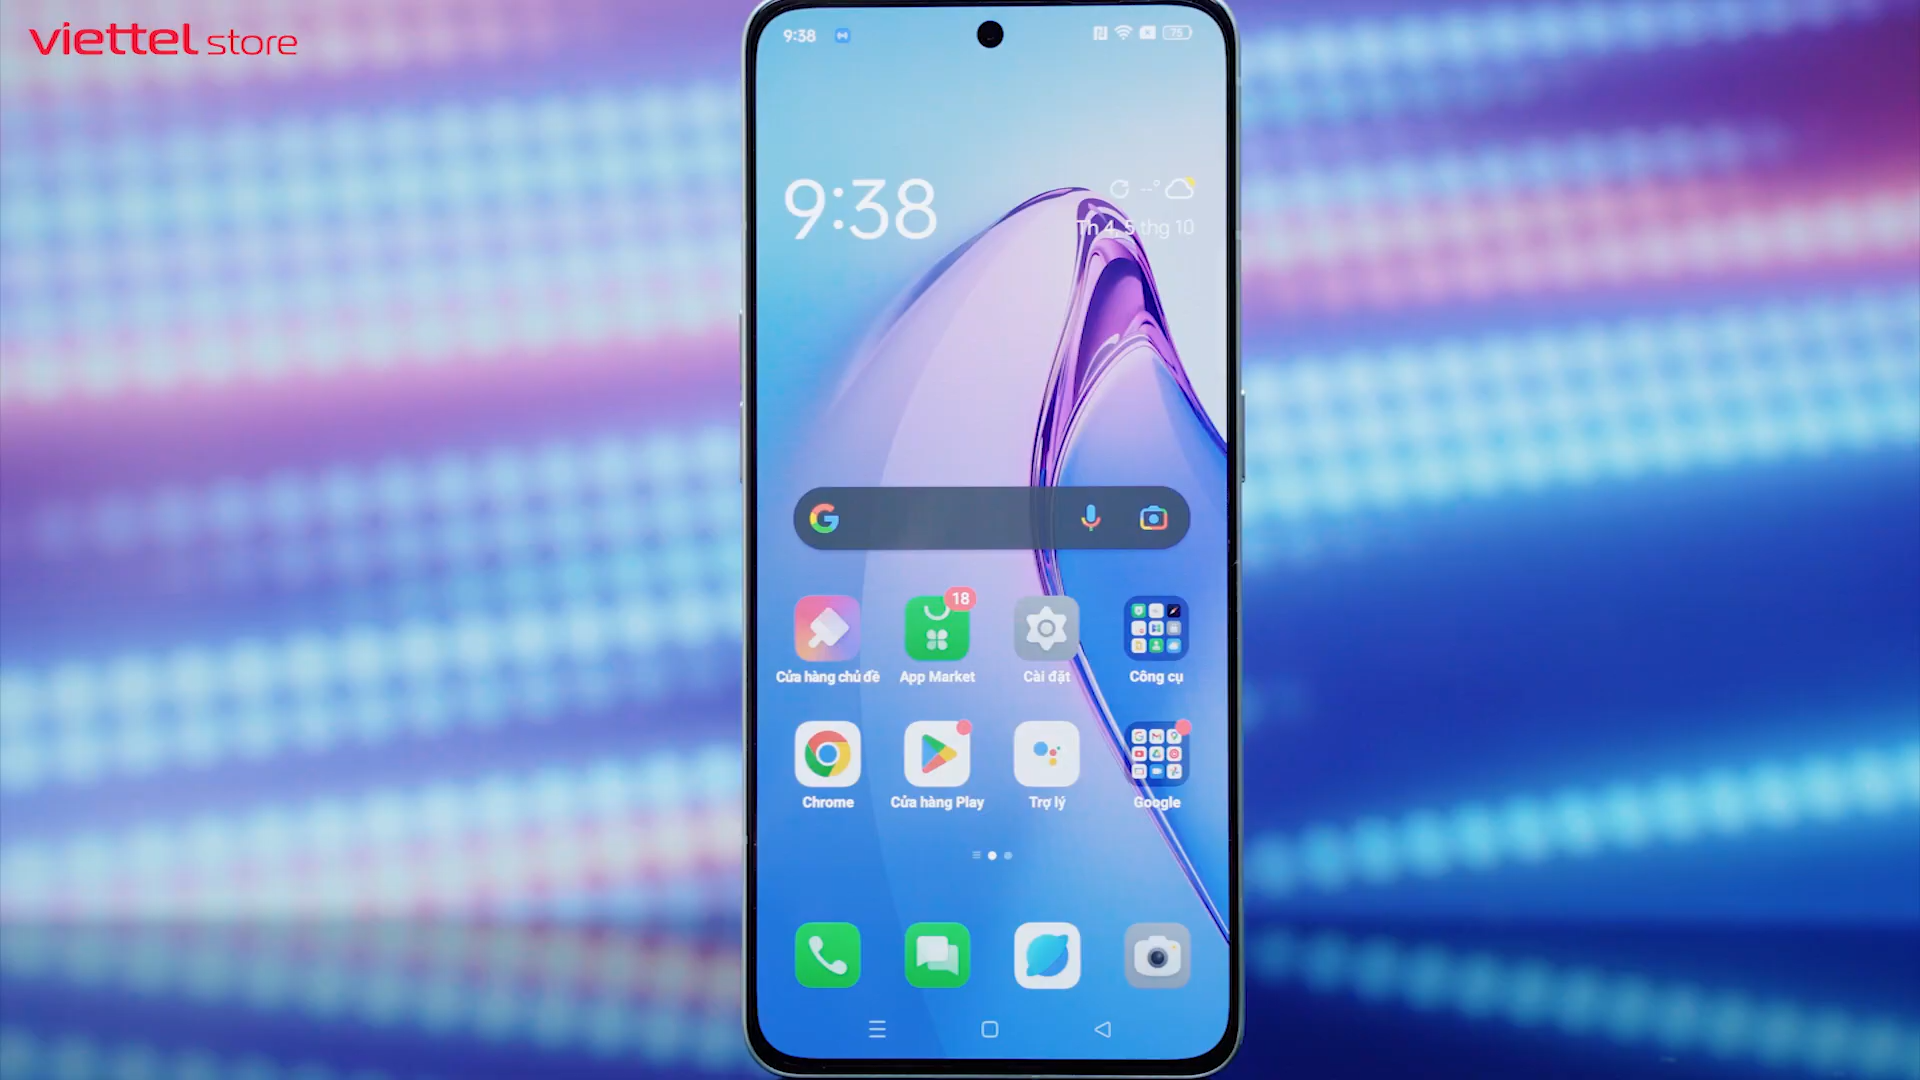 viettel store
9:38
75
9:38
--°
Th 4, 5 thg 10
18
Cửa hàng chủ đề
App Market
Cài đặt
Công cụ
Chrome
Cửa hàng Play
Trợ lý
Google